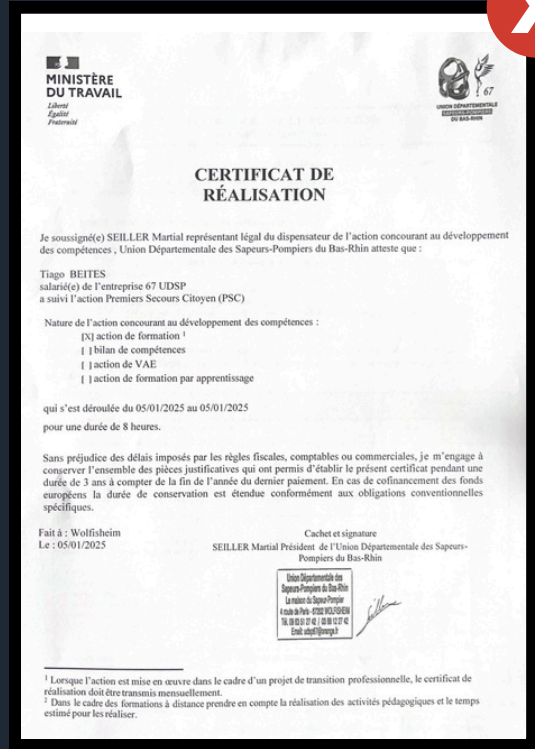 MINISTÈRE
DU TRAVAIL
Liberté
Égalité
Fraternité
67
UNION DÉPARTEMENTALE
SAPEURS-POMPIERS
DU BAS-RHIN
CERTIFICAT DE
RÉALISATION
Je soussigné(e) SEILLER Martial représentant légal du dispensateur de l'action concourant au développement
des compétences , Union Départementale des Sapeurs-Pompiers du Bas-Rhin atteste que :
Tiago BEITES
salarié(e) de l'entreprise 67 UDSP
a suivi l'action Premiers Secours Citoyen (PSC)
Nature de l'action concourant au développement des compétences :
[X] action de formation ¹
[ ] bilan de compétences
[ ] action de VAE
[ ] action de formation par apprentissage
qui s'est déroulée du 05/01/2025 au 05/01/2025
pour une durée de 8 heures.
Sans préjudice des délais imposés par les règles fiscales, comptables ou commerciales, je m'engage à
conserver l'ensemble des pièces justificatives qui ont permis d'établir le présent certificat pendant une
durée de 3 ans à compter de la fin de l'année du dernier paiement. En cas de cofinancement des fonds
européens la durée de conservation est étendue conformément aux obligations conventionnelles
spécifiques.
Fait à : Wolfisheim
Le : 05/01/2025
Cachet et signature
SEILLER Martial Président de l'Union Départementale des Sapeurs-
Pompiers du Bas-Rhin
Union Départementale des
Sapeurs-Pompiers du Bas-Rhin
La maison du Sapeur-Pompier
4 route de Paris - 67202 WOLFISHEIM
¹ Lorsque l'action est mise en œuvre dans le cadre d'un projet de transition professionnelle, le certificat de
réalisation doit être transmis mensuellement.
² Dans le cadre des formations à distance prendre en compte la réalisation des activités pédagogiques et le temps
estimé pour les réaliser.